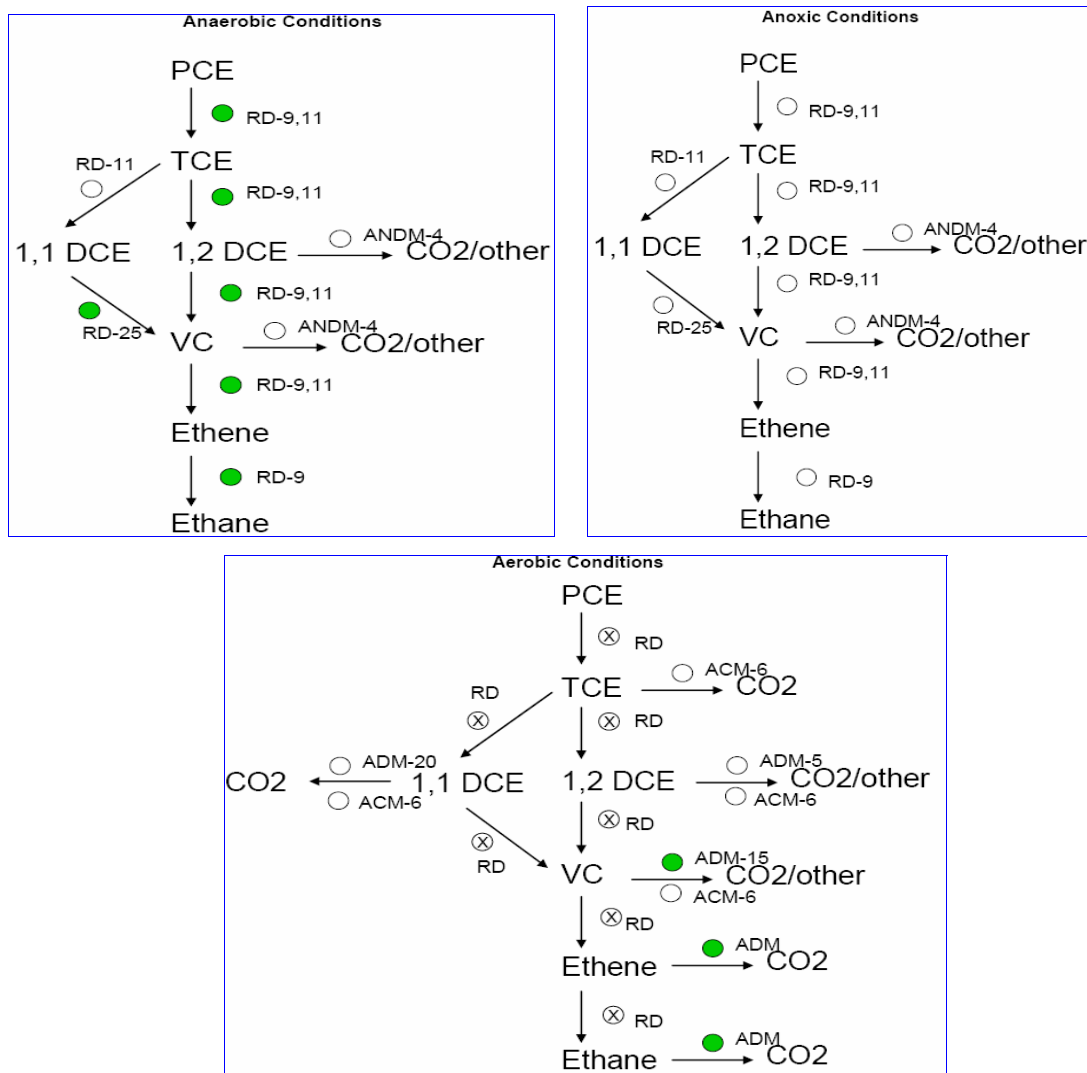 Anaerobic Conditions
PCE
RD-9,11
RD-11
TCE
RD-9,11
1,1 DCE
1,2 DCE
ANDM-4
CO2/other
RD-9,11
RD-25
VC
ANDM-4
CO2/other
RD-9,11
Ethene
RD-9
Ethane
Anoxic Conditions
PCE
RD-9,11
RD-11
TCE
RD-9,11
1,1 DCE
1,2 DCE
ANDM-4
CO2/other
RD-9,11
RD-25
VC
ANDM-4
CO2/other
RD-9,11
Ethene
RD-9
Ethane
Aerobic Conditions
PCE
X RD
TCE
ACM-6
CO2
RD
X
X RD
CO2
ADM-20
ACM-6
1,1 DCE
1,2 DCE
ADM-5
ACM-6
CO2/other
X
RD
X RD
VC
ADM-15
ACM-6
CO2/other
X RD
Ethene
ADM
CO2
X RD
Ethane
ADM
CO2